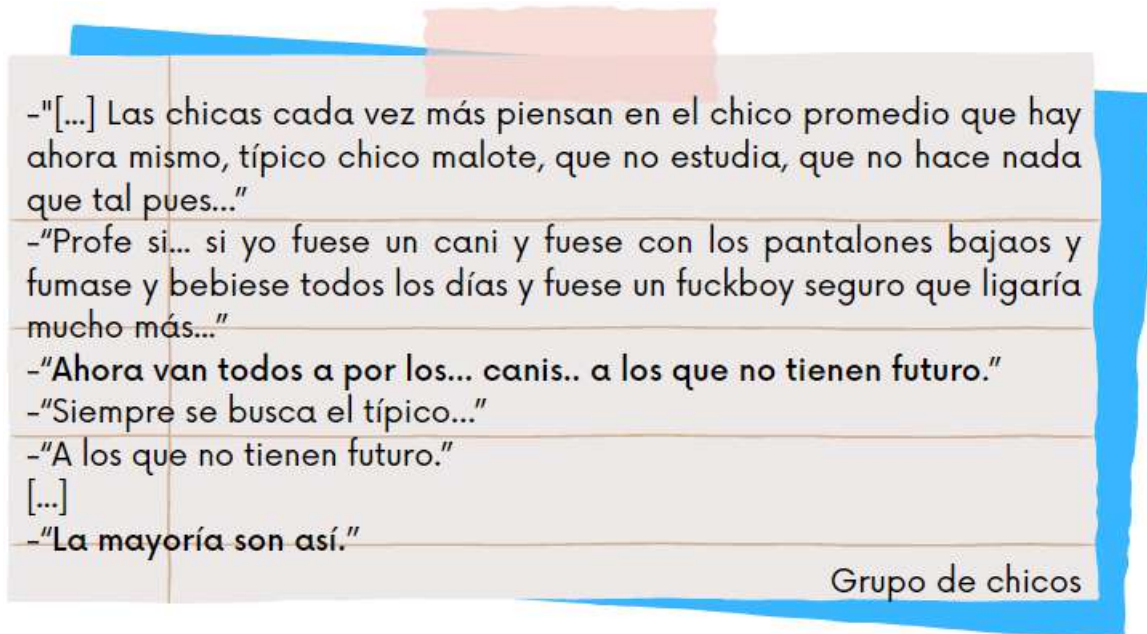 -"[...] Las chicas cada vez más piensan en el chico promedio que hay
ahora mismo, típico chico malote, que no estudia, que no hace nada
que tal pues..."
-“Profe si... si yo fuese un cani y fuese con los pantalones bajaos y
fumase y bebiese todos los días y fuese un fuckboy seguro que ligaría
mucho más...”
-“Ahora van todos a por los... canis.. a los que no tienen futuro.”
-“Siempre se busca el típico...”
-“A los que no tienen futuro.”
[...]
-“La mayoría son así.”
Grupo de chicos